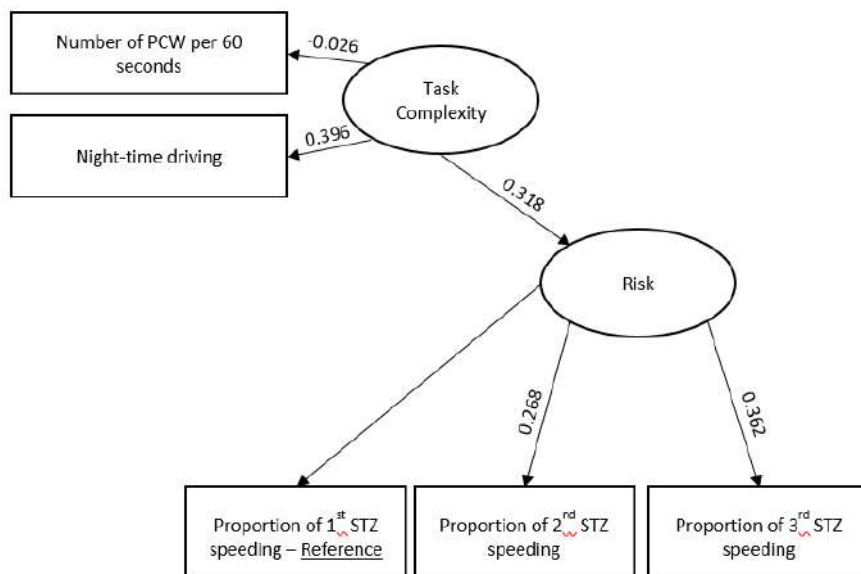 Number of PCW per 60
seconds
-0.026
Task
Complexity
Night-time driving
0.396
0.318
Risk
0.268
0.362
Proportion of 1st STZ
speeding – Reference
Proportion of 2nd STZ
speeding
Proportion of 3rd STZ
speeding